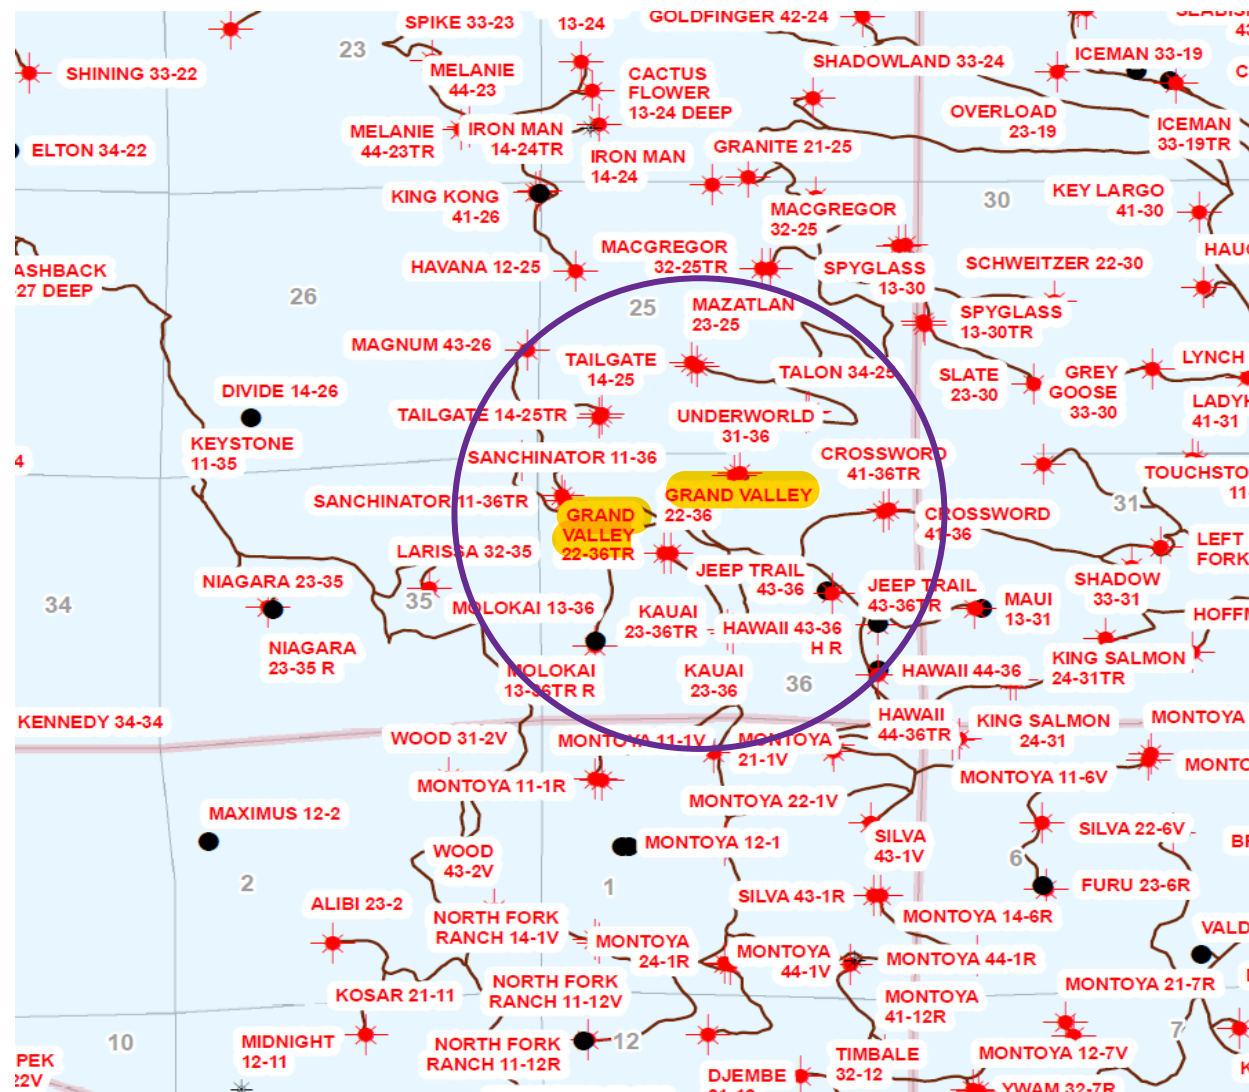 SPIKE 33-23
13-24
GOLDFINGER 42-24
23
SHINING 33-22
MELANIE
44-23
CACTUS
FLOWER
13-24 DEEP
SHADOWLAND 33-24
ICEMAN 33-19
OVERLOAD
23-19
ICEMAN
33-19TR
ELTON 34-22
MELANIE
44-23TR
IRON MAN
14-24TR
IRON MAN
14-24
GRANITE 21-25
KING KONG
41-26
MACGREGOR
32-25
30
KEY LARGO
41-30
HAVANA 12-25
MACGREGOR
32-25TR
SPYGLASS
13-30
SCHWEITZER 22-30
ASHBACK
27 DEEP
26
25
MAZATLAN
23-25
SPYGLASS
13-30TR
MAGNUM 43-26
TAILGATE
14-25
TALON 34-25
SLATE
23-30
GREY
GOOSE
33-30
LYNCH
DIVIDE 14-26
TAILGATE 14-25TR
UNDERWORLD
31-36
41-31
KEYSTONE
11-35
4
SANCHINATOR 11-36
CROSSWORD
41-36TR
SANCHINATOR 11-36TR
GRAND VALLEY
22-36
GRAND
VALLEY
22-36TR
CROSSWORD
41-36
31
LEFT
FORK
LARISSA 32-35
JEEP TRAIL
43-36
JEEP TRAIL
43-36TR
SHADOW
33-31
NIAGARA 23-35
34
35
MOLOKAI 13-36
KAUAI
23-36TR
HAWAII 43-36
H R
MAUI
13-31
NIAGARA
23-35 R
MOLOKAI
13-36TR R
KAUAI
23-36
36
HAWAII 44-36
KING SALMON
24-31TR
KENNEDY 34-34
WOOD 31-2V
MONTOYA 11-1V
MONTOYA
21-1V
HAWAII
44-36TR
KING SALMON
24-31
MONTOYA
MONTOYA 11-1R
MONTOYA 22-1V
MONTOYA 11-6V
MAXIMUS 12-2
WOOD
43-2V
MONTOYA 12-1
SILVA
43-1V
SILVA 22-6V
6
2
1
SILVA 43-1R
FURU 23-6R
ALIBI 23-2
NORTH FORK
RANCH 14-1V
MONTOYA 14-6R
MONTOYA
24-1R
MONTOYA
44-1V
MONTOYA 44-1R
KOSAR 21-11
NORTH FORK
RANCH 11-12V
MONTOYA
41-12R
MONTOYA 21-7R
10
MIDNIGHT
12-11
NORTH FORK
RANCH 11-12R
12
TIMBALE
32-12
MONTOYA 12-7V
7
PEK
22V
DJEMBE
YWAM 32-7R